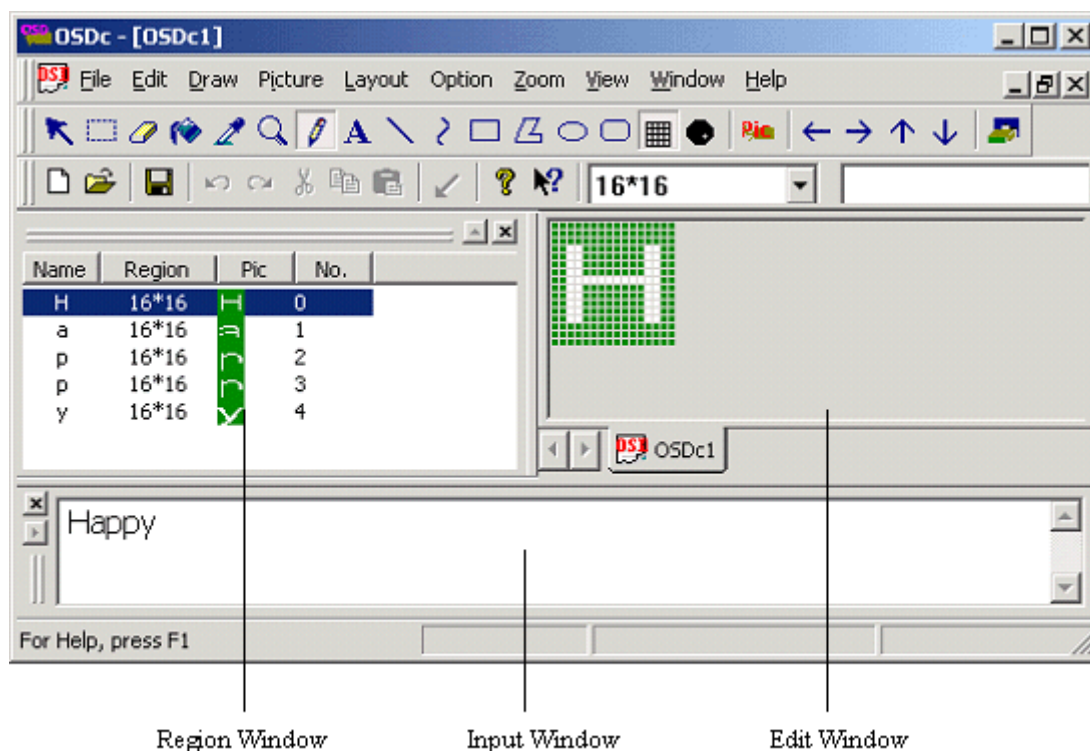 OSDc - [OSDc1]
File Edit Draw Picture Layout Option Zoom View Window Help
A Pic
16*16
Name Region Pic No.
H 16*16 H 0
a 16*16 a 1
p 16*16 p 2
p 16*16 p 3
y 16*16 y 4
H
OSDc1
Happy
For Help, press F1
Region Window Input Window Edit Window